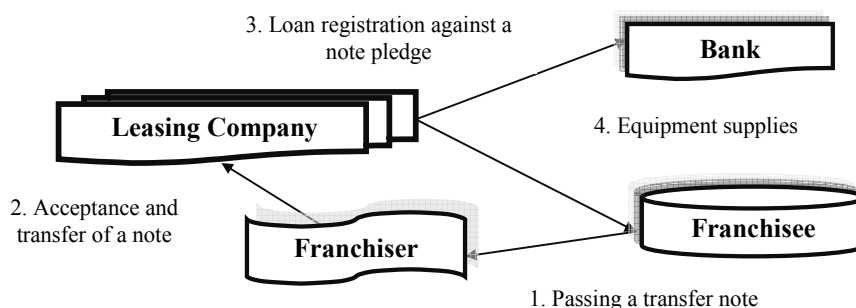 3. Loan registration against a
note pledge
Bank
Leasing Company
4. Equipment supplies
2. Acceptance and
transfer of a note
Franchiser
Franchisee
1. Passing a transfer note